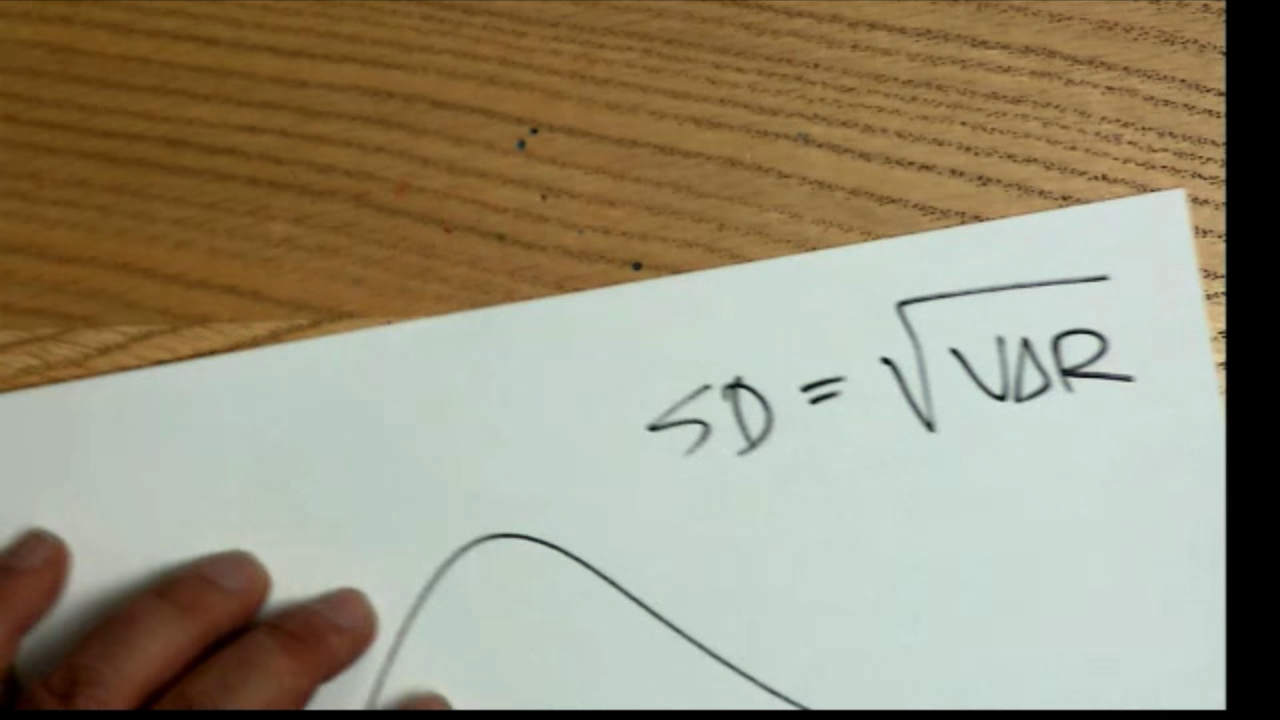 SD = √VAR